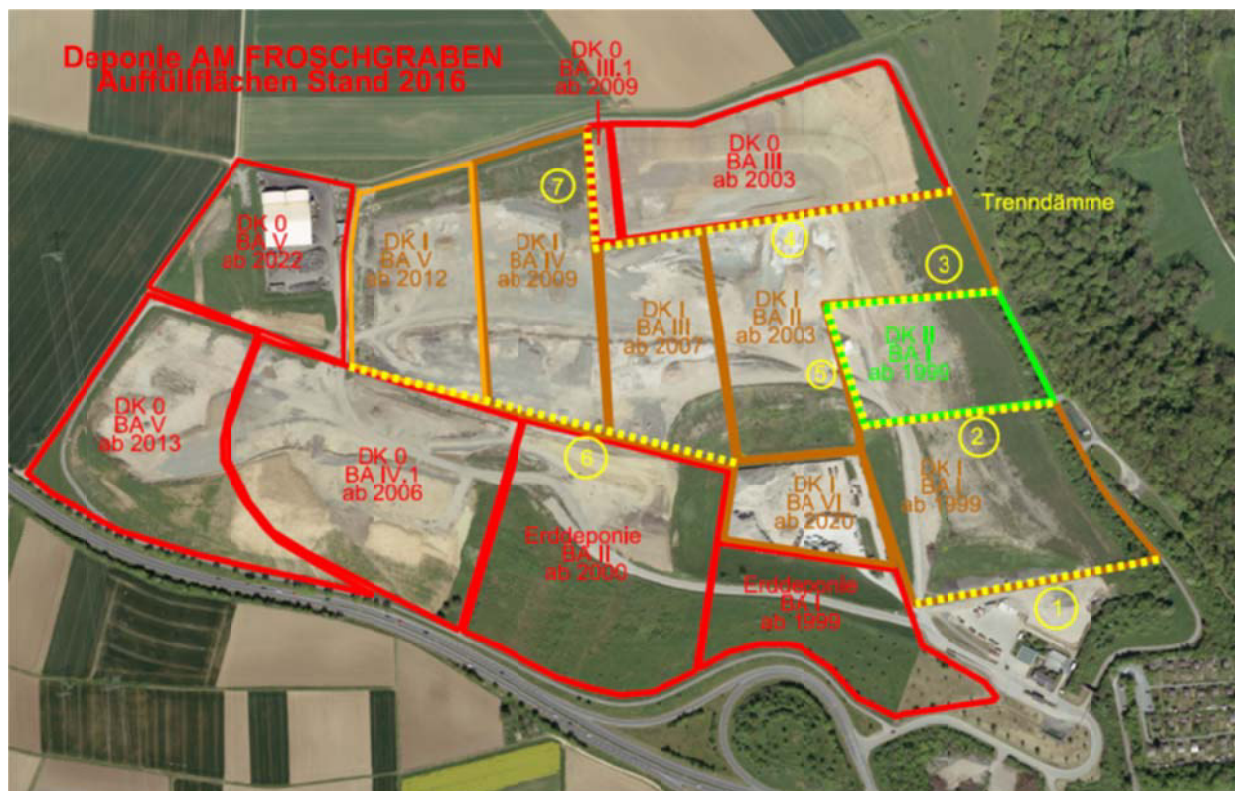 Deponie AM FROSCHGRABEN
Auffüllflächen Stand 2016
DK 0
BA III.1
ab 2009
DK 0
BA III
ab 2003
7
4
Trenndämme
3
DK 0
BA V
ab 2022
DK I
BA V
ab 2012
DK I
BA IV
ab 2009
DK I
BA III
ab 2007
DK I
BA II
ab 2003
DK II
BA I
ab 1990
5
2
DK 0
BA V
ab 2013
DK 0
BA IV.1
ab 2006
6
DK I
BA VI
ab 2020
DK I
BA I
ab 1999
Erddeponie
BA II
ab 2000
Erddeponie
BA I
ab 1999
1